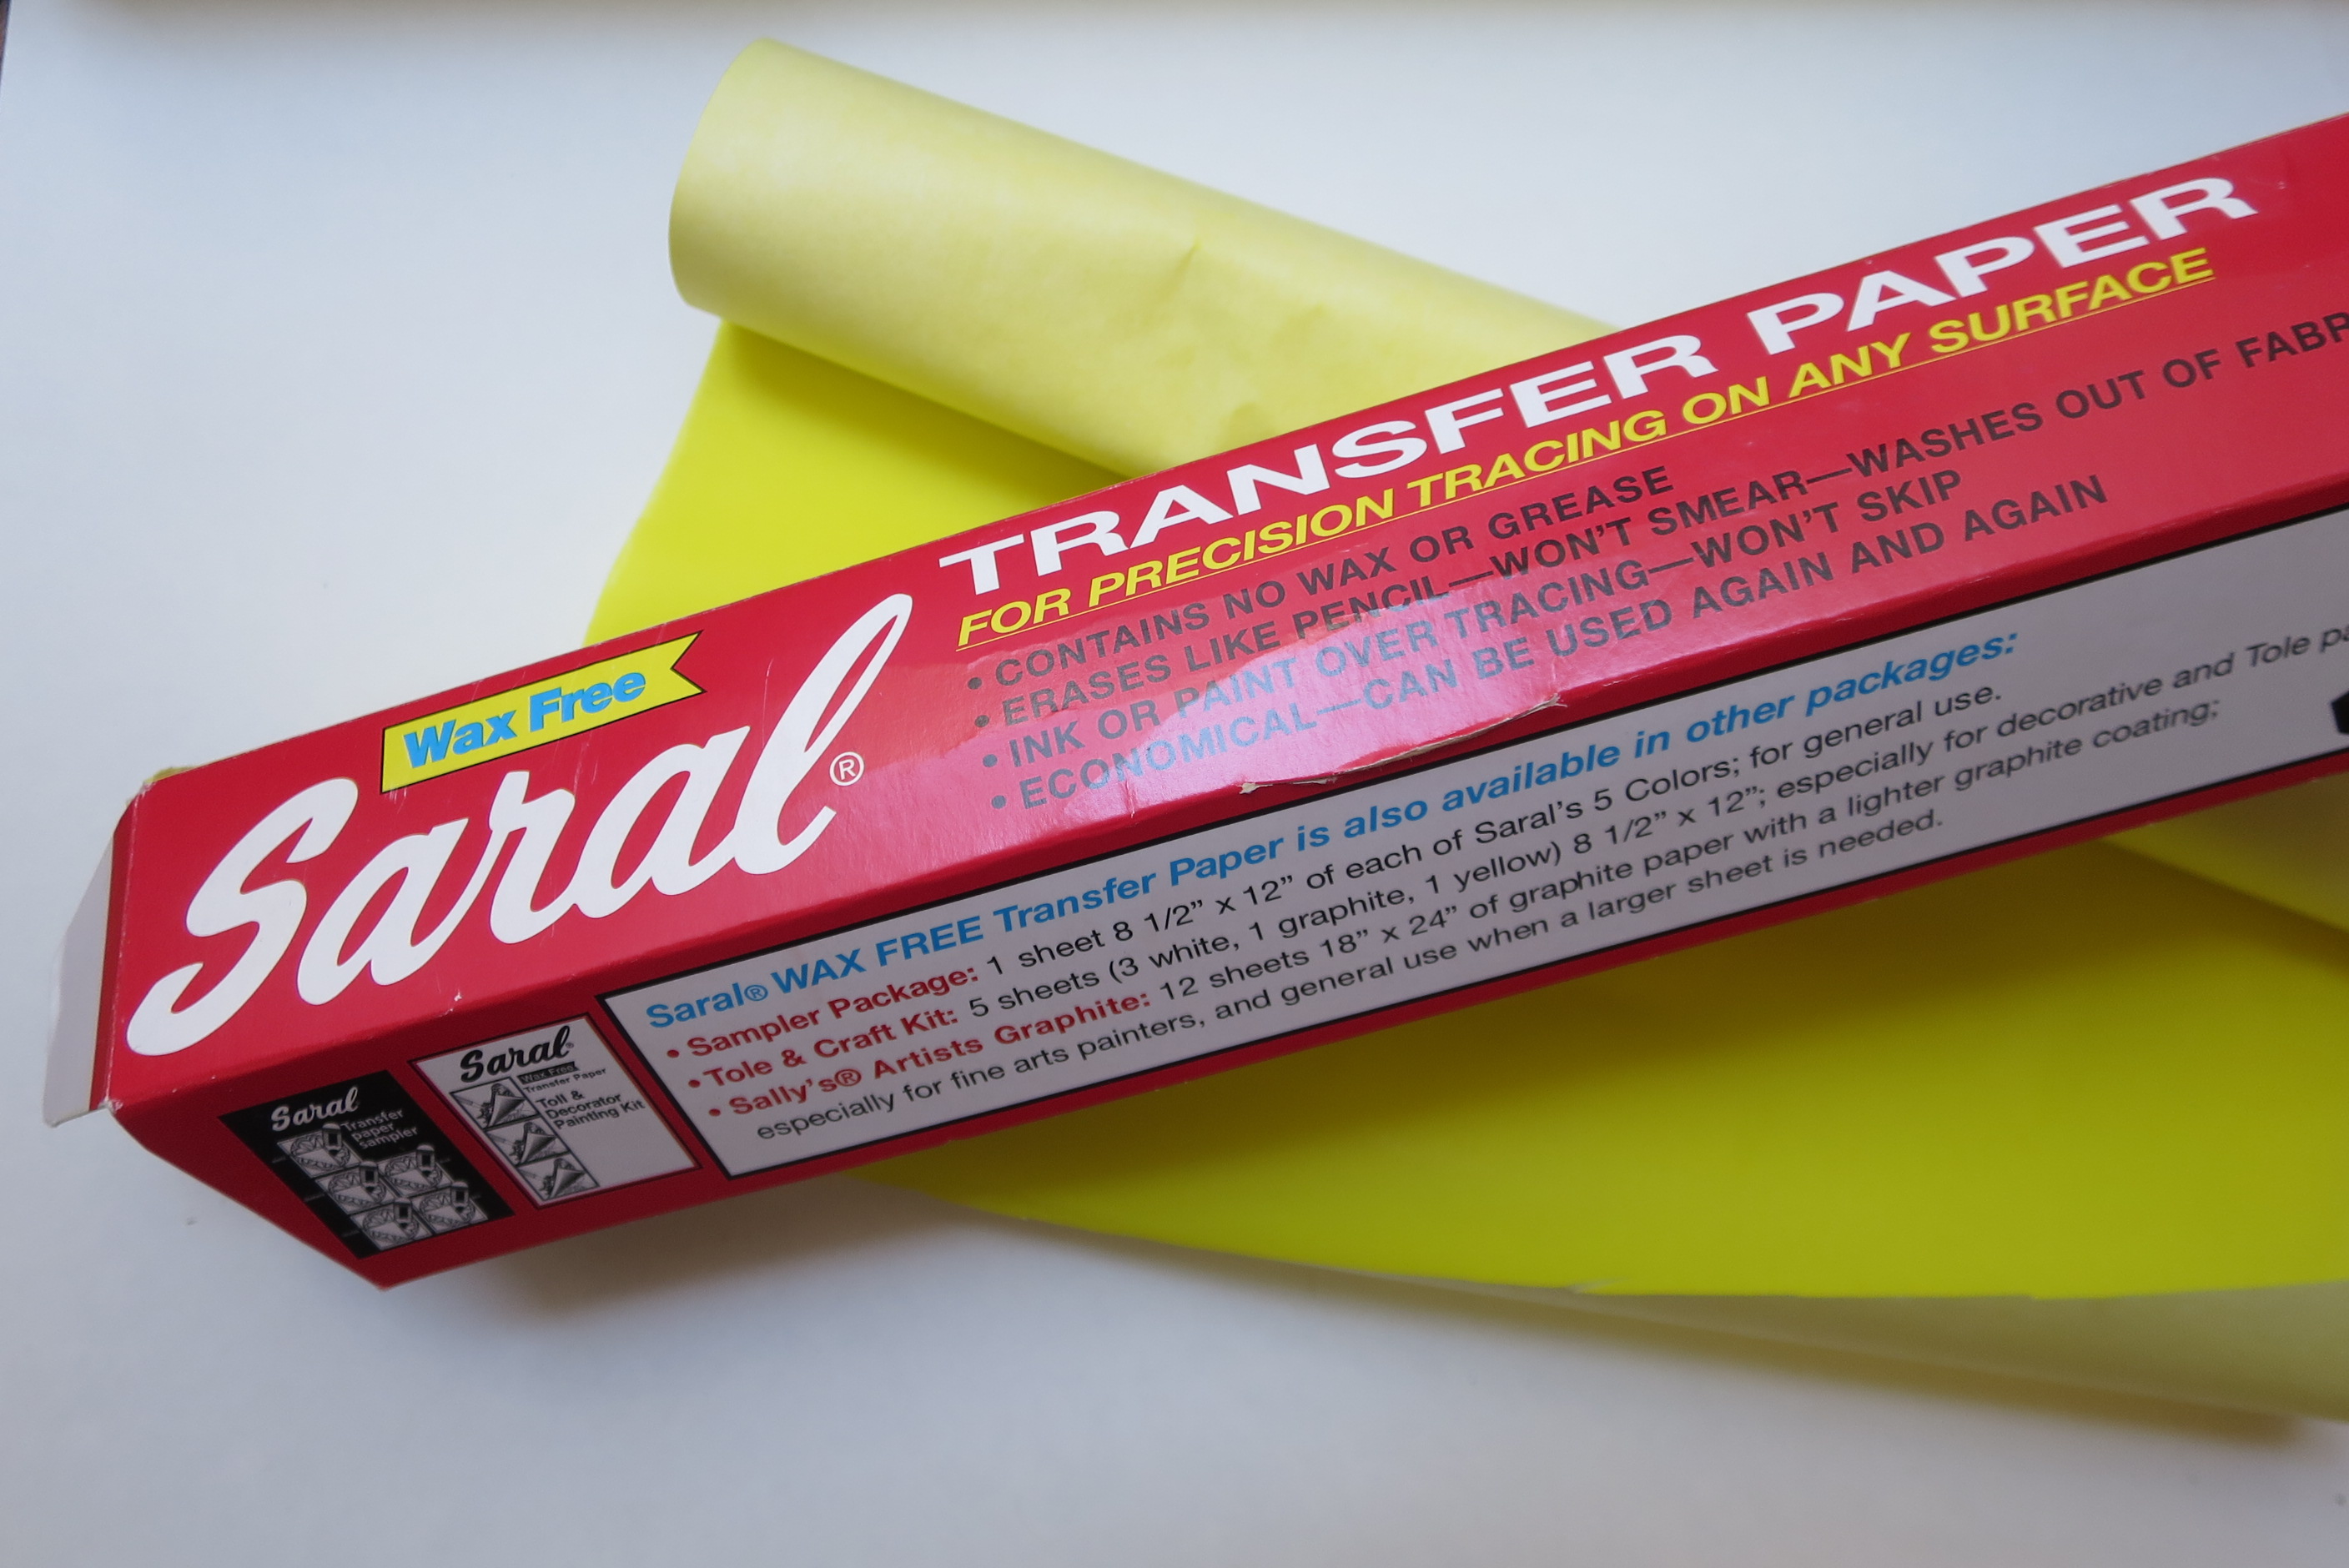 Wax Free
Saral®
TRANSFER PAPER
FOR PRECISION TRACING ON ANY SURFACE
• CONTAINS NO WAX OR GREASE
• ERASES LIKE PENCIL—WON'T SMEAR—WASHES OUT OF FABR
• INK OR PAINT OVER TRACING—WON'T SKIP
• ECONOMICAL—CAN BE USED AGAIN AND AGAIN
Saral® WAX FREE Transfer Paper is also available in other packages:
• Sampler Package: 1 sheet 8 1/2" x 12" of each of Saral's 5 Colors; for general use.
• Tole & Craft Kit: 5 sheets (3 white, 1 graphite, 1 yellow) 8 1/2" x 12"; especially for decorative and Tole pa
• Sally's® Artists Graphite: 12 sheets 18" x 24" of graphite paper with a lighter graphite coating;
especially for fine arts painters, and general use when a larger sheet is needed.
Saral
Transfer
paper
sampler
Saral®
Wax Free
Transfer Paper
Toll &
Decorator
Painting Kit